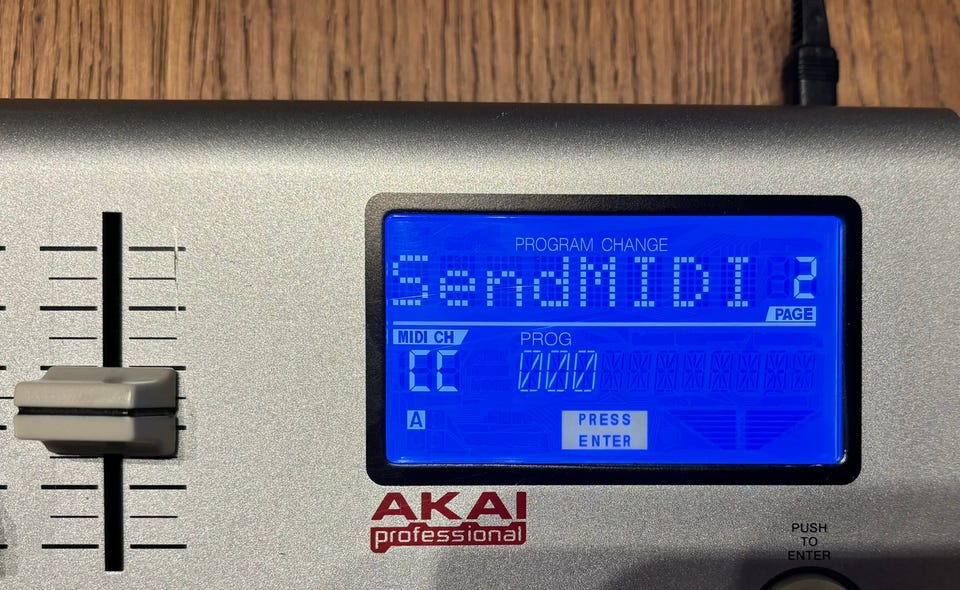 PROGRAM CHANGE
SendMIDI 2
PAGE
MIDI CH PROG
CC 000
A
PRESS
ENTER
AKAI
professional
PUSH
TO
ENTER